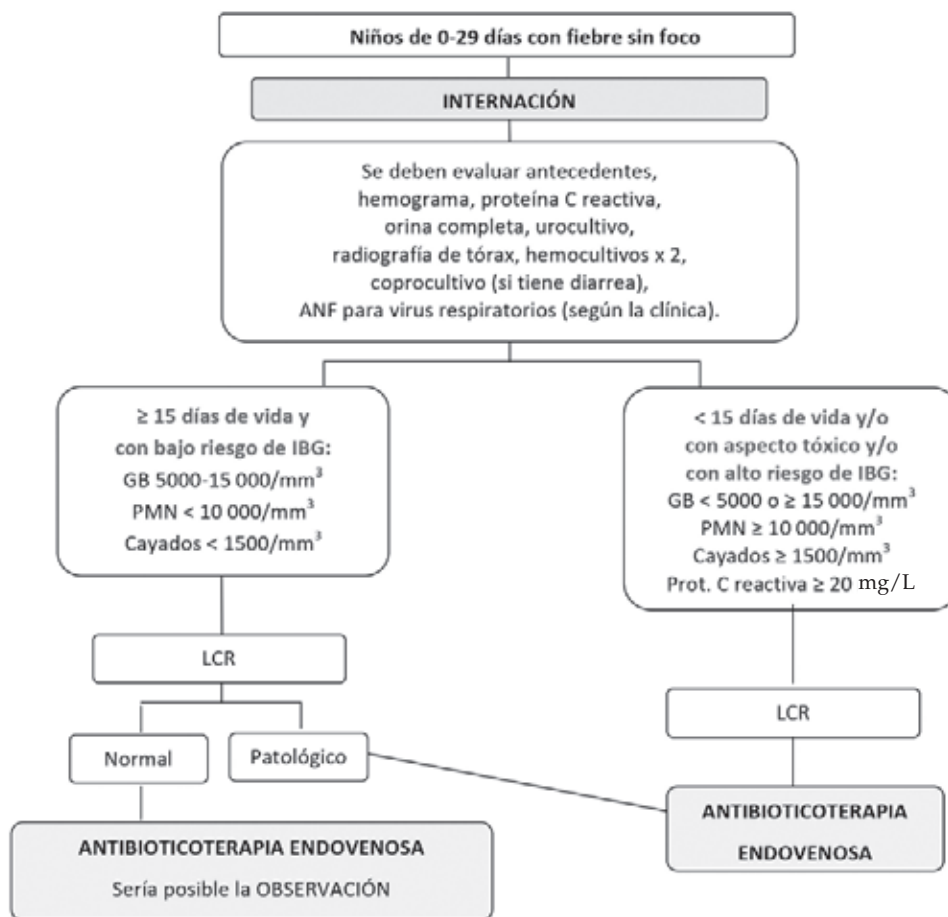 Niños de 0-29 días con fiebre sin foco
INTERNACIÓN
Se deben evaluar antecedentes,
hemograma, proteína C reactiva,
orina completa, urocultivo,
radiografía de tórax, hemocultivos x 2,
coprocultivo (si tiene diarrea),
ANF para virus respiratorios (según la clínica).
≥ 15 días de vida y
con bajo riesgo de IBG:
GB 5000-15 000/mm³
PMN < 10 000/mm³
Cayados < 1500/mm³
< 15 días de vida y/o
con aspecto tóxico y/o
con alto riesgo de IBG:
GB < 5000 o ≥ 15 000/mm³
PMN ≥ 10 000/mm³
Cayados ≥ 1500/mm³
Prot. C reactiva ≥ 20 mg/L
LCR
LCR
Normal
Patológico
ANTIBIOTICOTERAPIA ENDOVENOSA
Sería posible la OBSERVACIÓN
ANTIBIOTICOTERAPIA
ENDOVENOSA